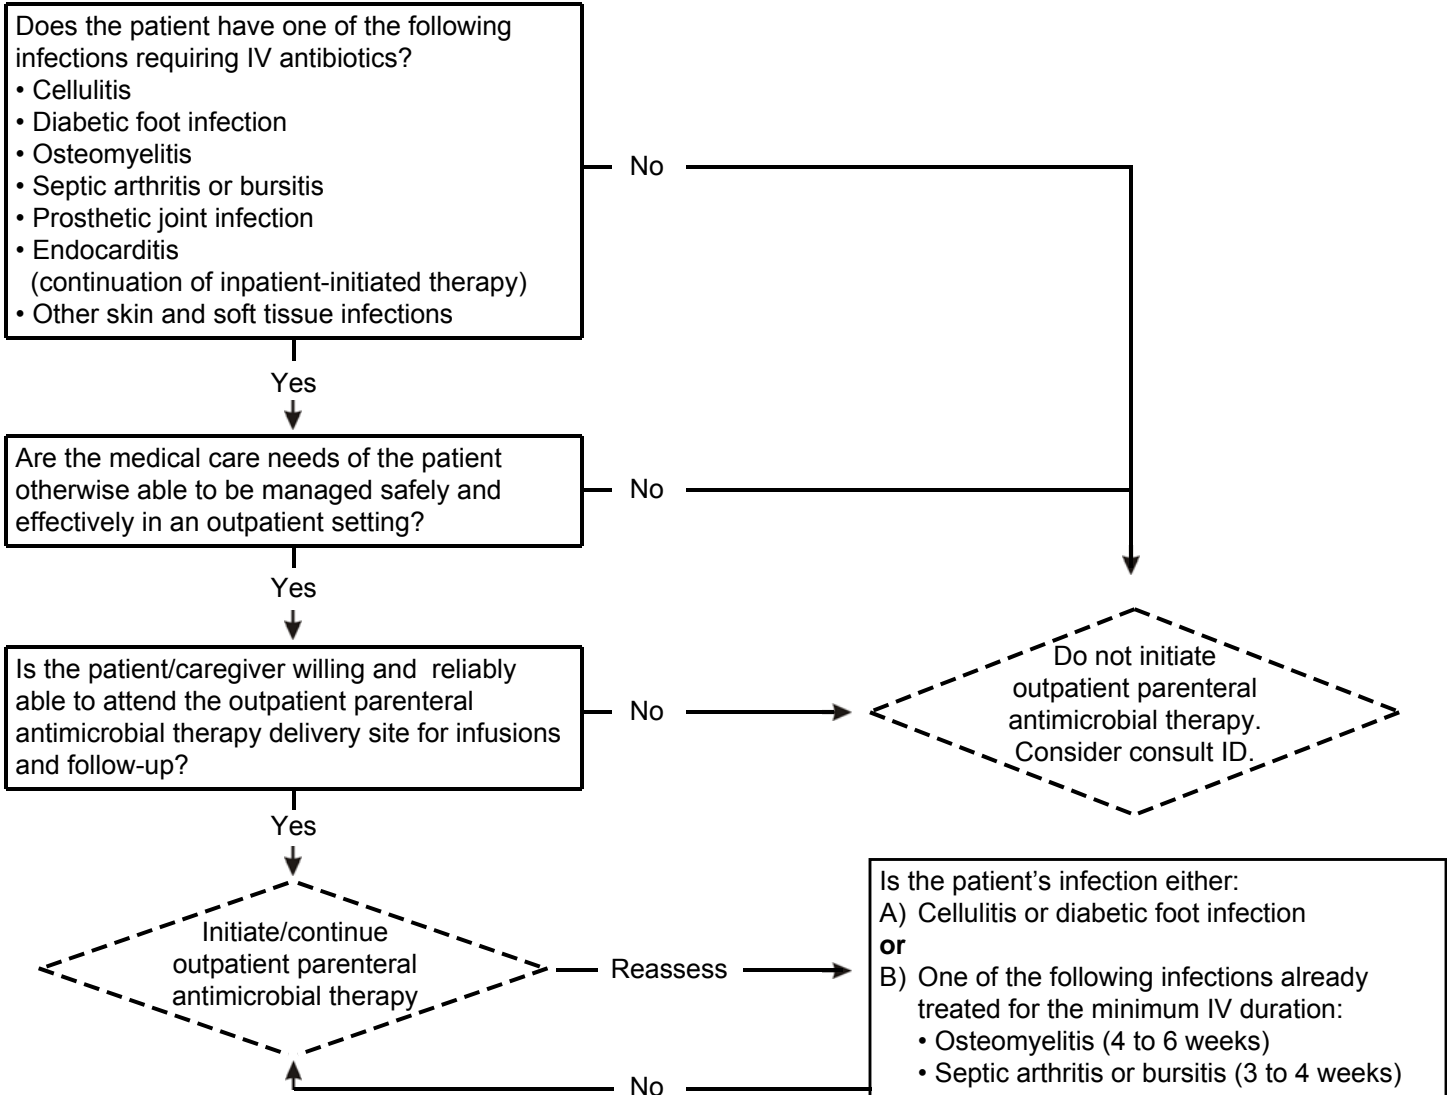 Does the patient have one of the following
infections requiring IV antibiotics?
• Cellulitis
• Diabetic foot infection
• Osteomyelitis
• Septic arthritis or bursitis
• Prosthetic joint infection
• Endocarditis
(continuation of inpatient-initiated therapy)
• Other skin and soft tissue infections
No
Yes
Are the medical care needs of the patient
otherwise able to be managed safely and
effectively in an outpatient setting?
No
Yes
Is the patient/caregiver willing and reliably
able to attend the outpatient parenteral
antimicrobial therapy delivery site for infusions
and follow-up?
No
Do not initiate
outpatient parenteral
antimicrobial therapy.
Consider consult ID.
Yes
Initiate/continue
outpatient parenteral
antimicrobial therapy
Reassess
Is the patient’s infection either:
A) Cellulitis or diabetic foot infection
or
B) One of the following infections already
treated for the minimum IV duration:
• Osteomyelitis (4 to 6 weeks)
• Septic arthritis or bursitis (3 to 4 weeks)
No